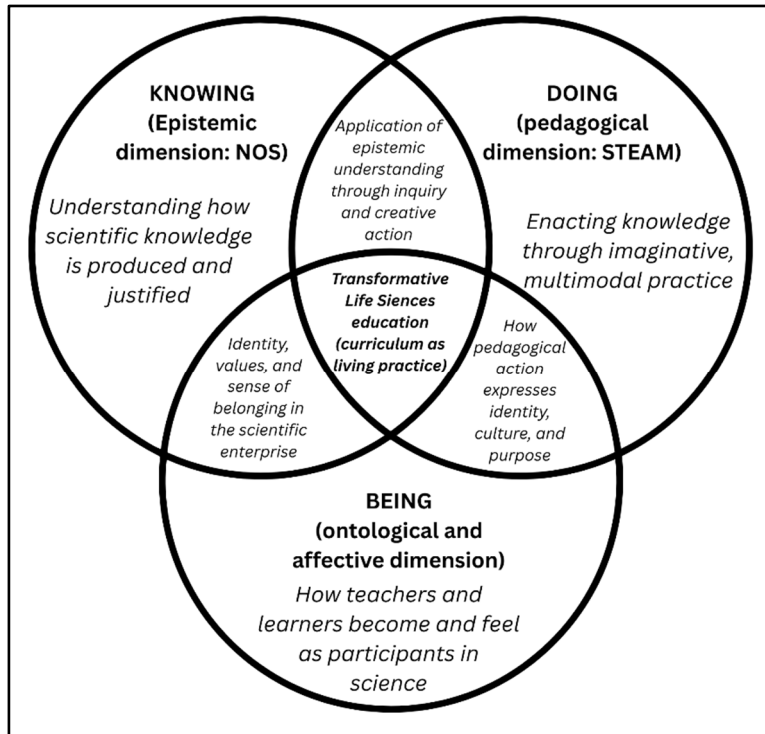 KNOWING
(Epistemic
dimension: NOS)
Understanding how
scientific knowledge
is produced and
justified
Application of
epistemic
understanding
through inquiry
and creative
action
DOING
(pedagogical
dimension: STEAM)
Enacting knowledge
through imaginative,
multimodal practice
Transformative
Life Siences
education
(curriculum as
living practice)
Identity,
values, and
sense of
belonging in
the scientific
enterprise
How
pedagogical
action
expresses
identity,
culture, and
purpose
BEING
(ontological and
affective dimension)
How teachers and
learners become and feel
as participants in
science